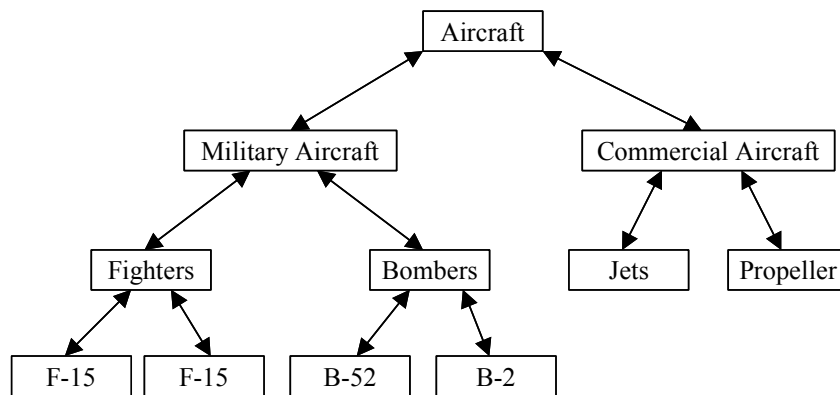 Aircraft
Military Aircraft
Commercial Aircraft
Fighters
Bombers
Jets
Propeller
F-15
F-15
B-52
B-2